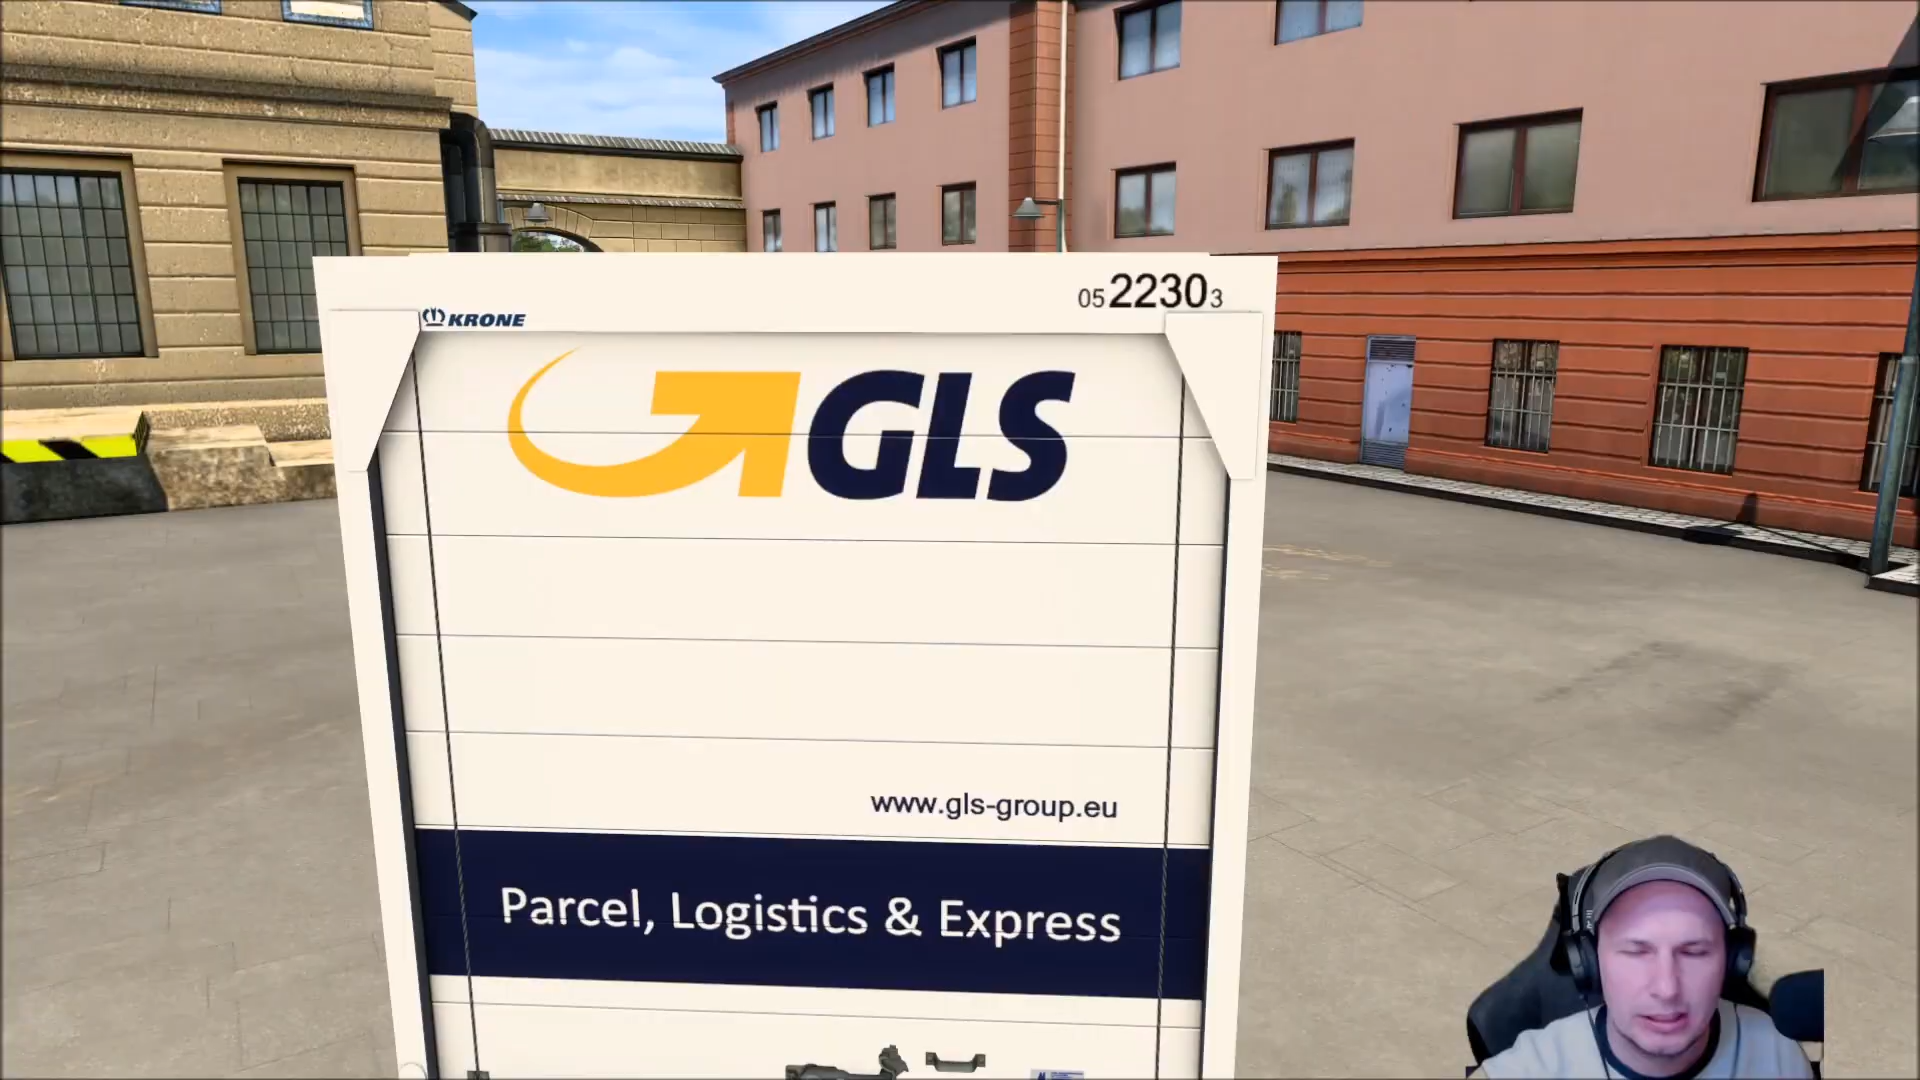 05 2230 3
KRONE
GLS
www.gls-group.eu
Parcel, Logistics & Express